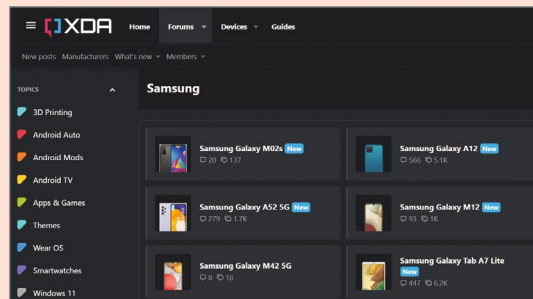 XDA Home Forums Devices Guides
New posts Manufacturers What's new Members
TOPICS
3D Printing
Android Auto
Android Mods
Android TV
Apps & Games
Themes
Wear OS
Smartwatches
Windows 11
Samsung
Samsung Galaxy M02s New
20 137
Samsung Galaxy A12 New
566 5.1K
Samsung Galaxy A52 5G New
279 1.7K
Samsung Galaxy M12 New
93 1K
Samsung Galaxy M42 5G
8 18
Samsung Galaxy Tab A7 Lite
New
447 6.2K